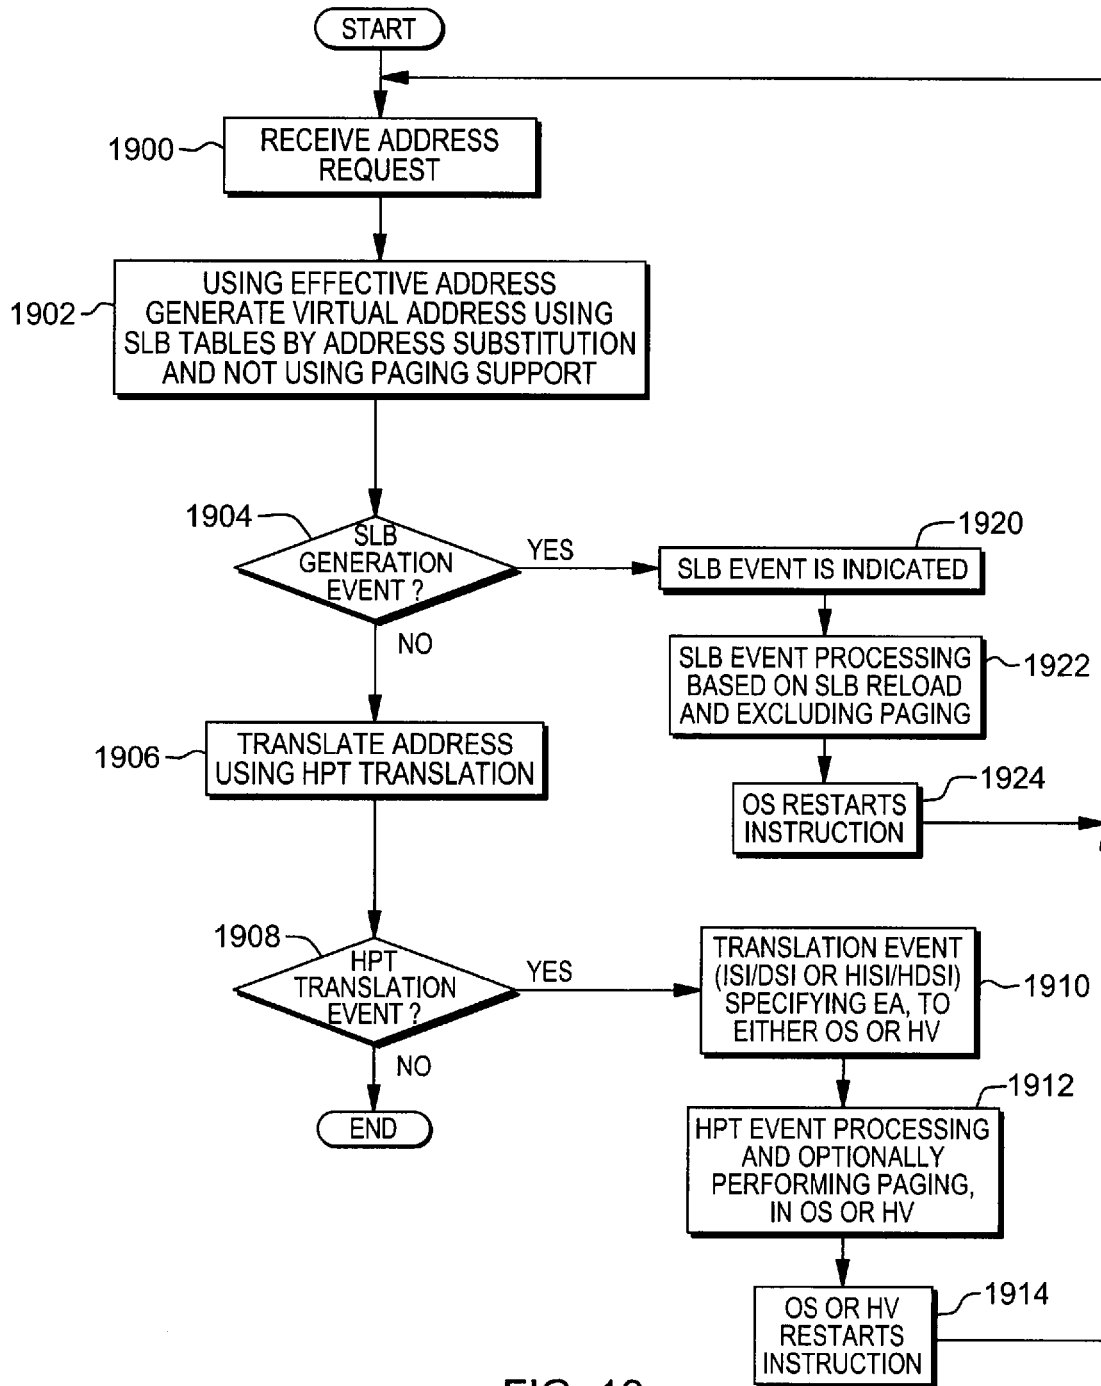 START
1900
RECEIVE ADDRESS
REQUEST
1902
USING EFFECTIVE ADDRESS
GENERATE VIRTUAL ADDRESS USING
SLB TABLES BY ADDRESS SUBSTITUTION
AND NOT USING PAGING SUPPORT
1904
SLB
GENERATION
EVENT ?
YES
NO
1920
SLB EVENT IS INDICATED
SLB EVENT PROCESSING
BASED ON SLB RELOAD
AND EXCLUDING PAGING
1922
1906
TRANSLATE ADDRESS
USING HPT TRANSLATION
1924
OS RESTARTS
INSTRUCTION
1908
HPT
TRANSLATION
EVENT ?
YES
NO
END
TRANSLATION EVENT
(ISI/DSI OR HISI/HDSI)
SPECIFYING EA, TO
EITHER OS OR HV
1910
1912
HPT EVENT PROCESSING
AND OPTIONALLY
PERFORMING PAGING,
IN OS OR HV
1914
OS OR HV
RESTARTS
INSTRUCTION